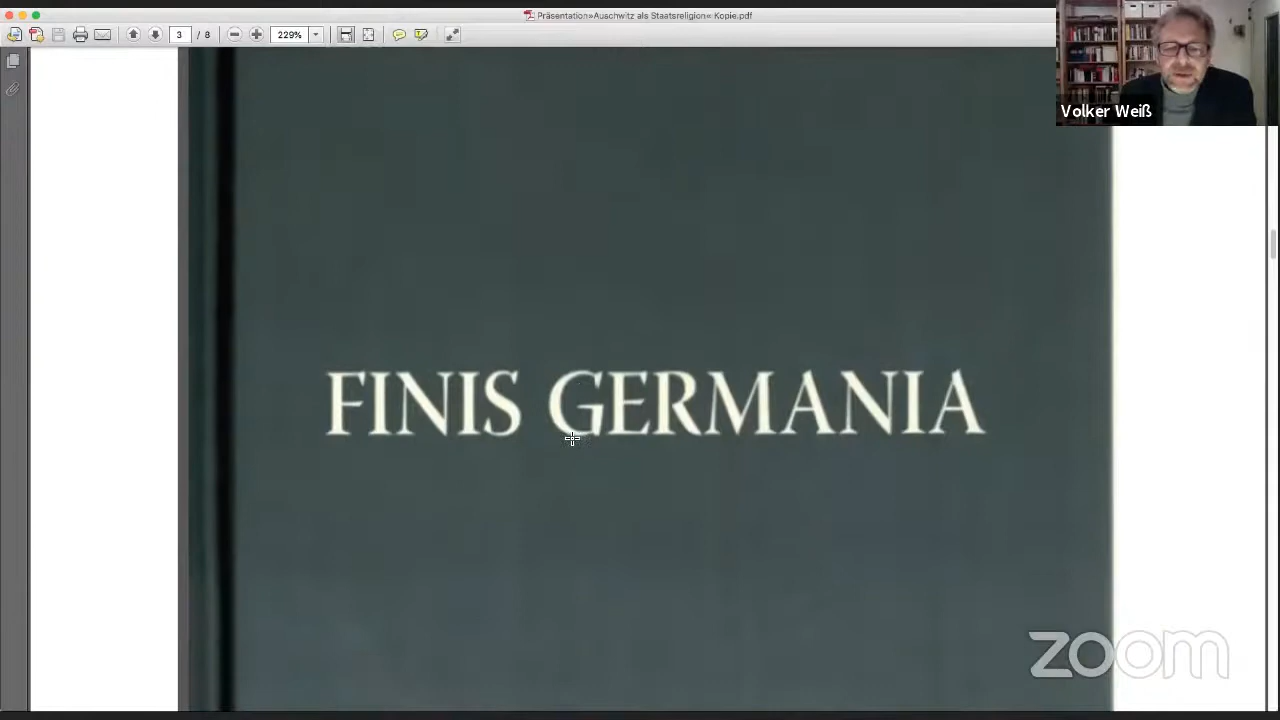 Präsentation»Auschwitz als Staatsreligion« Kopie.pdf
3 / 8
229%
Volker Weiß
FINIS GERMANIA
zoom